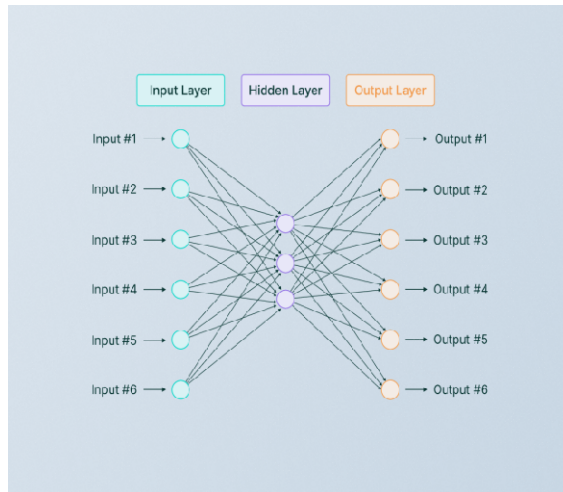 Input Layer Hidden Layer Output Layer
Input #1 Output #1
Input #2 Output #2
Input #3 Output #3
Input #4 Output #4
Input #5 Output #5
Input #6 Output #6